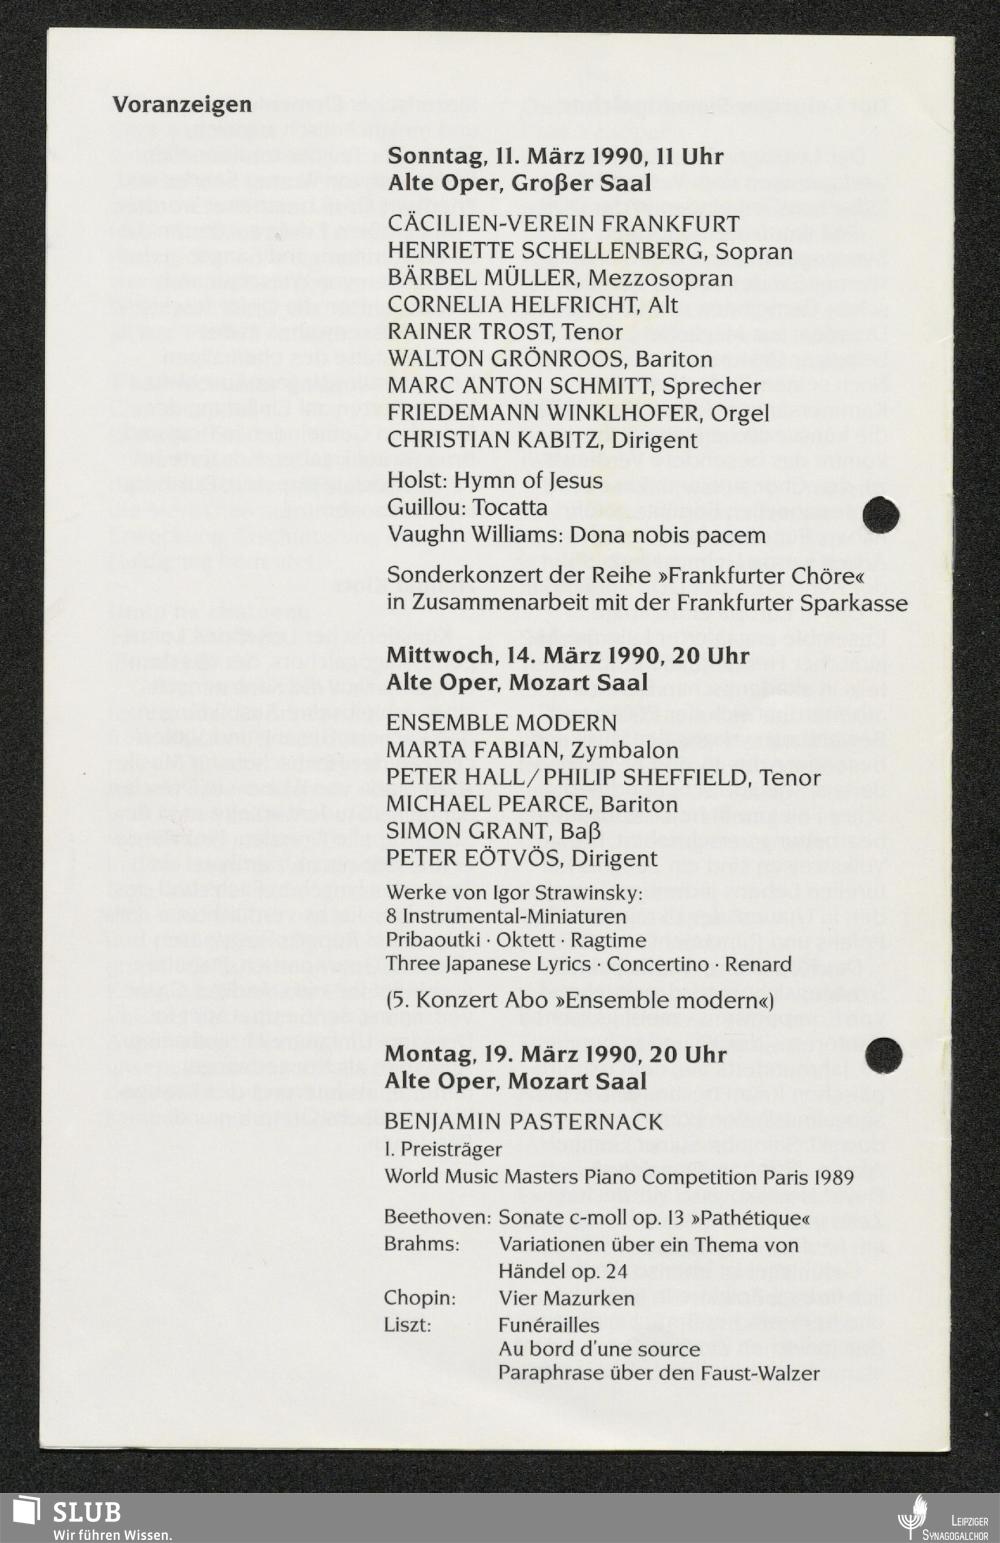 Voranzeigen
Sonntag, 11. März 1990, 11 Uhr
Alte Oper, Großer Saal
CÄCILIEN-VEREIN FRANKFURT
HENRIETTE SCHELLENBERG, Sopran
BÄRBEL MÜLLER, Mezzosopran
CORNELIA HELFRICHT, Alt
RAINER TROST, Tenor
WALTON GRÖNROOS, Bariton
MARC ANTON SCHMITT, Sprecher
FRIEDEMANN WINKLHOFER, Orgel
CHRISTIAN KABITZ, Dirigent
Holst: Hymn of Jesus
Guillou: Tocatta
Vaughn Williams: Dona nobis pacem
Sonderkonzert der Reihe »Frankfurter Chöre«
in Zusammenarbeit mit der Frankfurter Sparkasse
Mittwoch, 14. März 1990, 20 Uhr
Alte Oper, Mozart Saal
ENSEMBLE MODERN
MARTA FABIAN, Zymbalon
PETER HALL/PHILIP SHEFFIELD, Tenor
MICHAEL PEARCE, Bariton
SIMON GRANT, Baß
PETER EÖTVÖS, Dirigent
Werke von Igor Strawinsky:
8 Instrumental-Miniaturen
Pribaoutki · Oktett · Ragtime
Three Japanese Lyrics · Concertino · Renard
(5. Konzert Abo »Ensemble modern«)
Montag, 19. März 1990, 20 Uhr
Alte Oper, Mozart Saal
BENJAMIN PASTERNACK
1. Preisträger
World Music Masters Piano Competition Paris 1989
Beethoven: Sonate c-moll op. 13 »Pathétique«
Brahms: Variationen über ein Thema von
Händel op. 24
Chopin: Vier Mazurken
Liszt: Funérailles
Au bord d'une source
Paraphrase über den Faust-Walzer
SLUB
Wir führen Wissen.
LEIPZIGER
SYNAGOGALCHOR